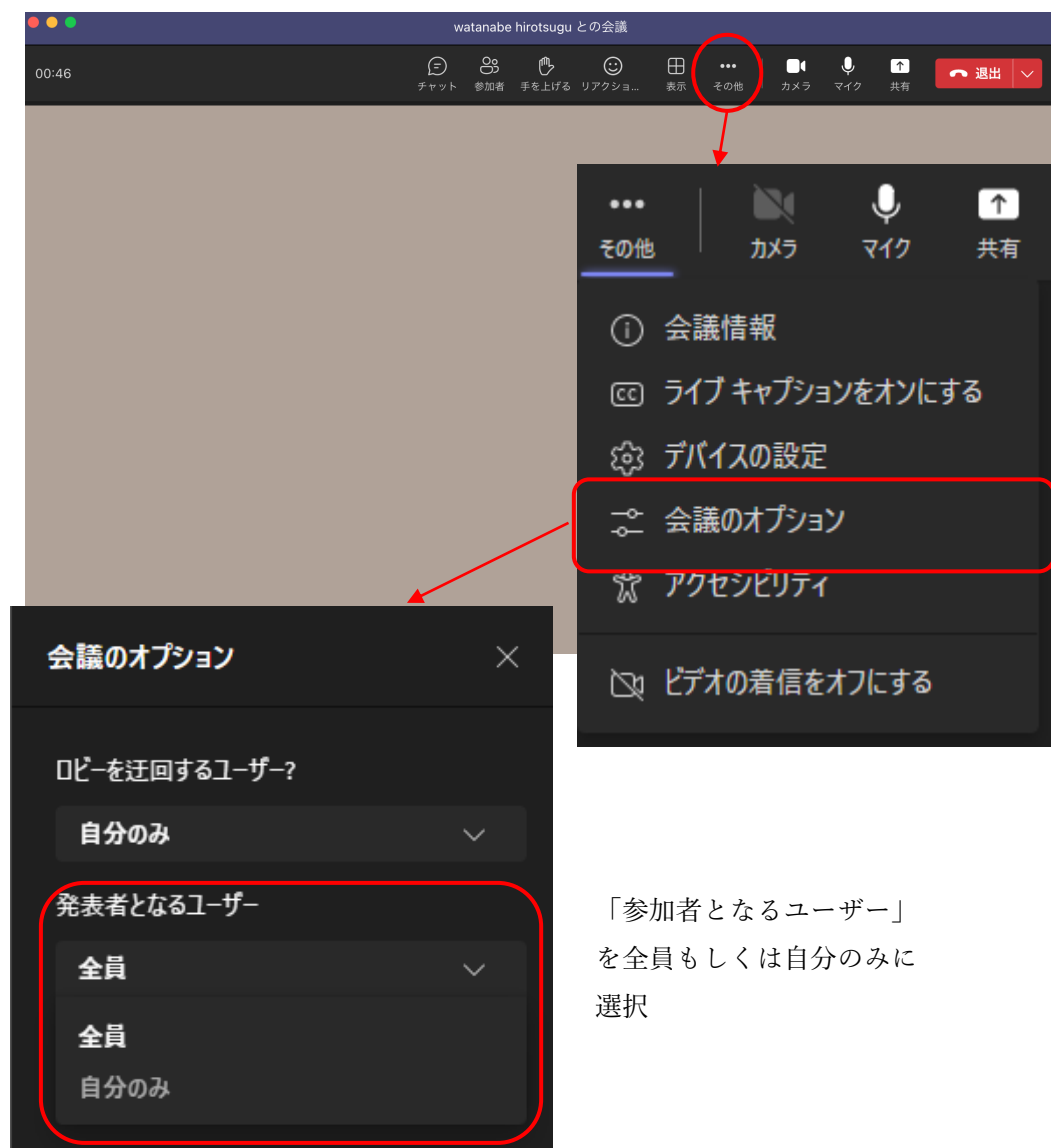 watanabe hirotsugu との会議
00:46
チャット 参加者 手を上げる リアクショ... 表示 その他 カメラ マイク 共有 退出
その他 カメラ マイク 共有
会議情報
CC ライブ キャプションをオンにする
デバイスの設定
会議のオプション
アクセシビリティ
ビデオの着信をオフにする
会議のオプション
ロビーを迂回するユーザー?
自分のみ
発表者となるユーザー
全員
全員
自分のみ
「参加者となるユーザー」
を全員もしくは自分のみに
選択